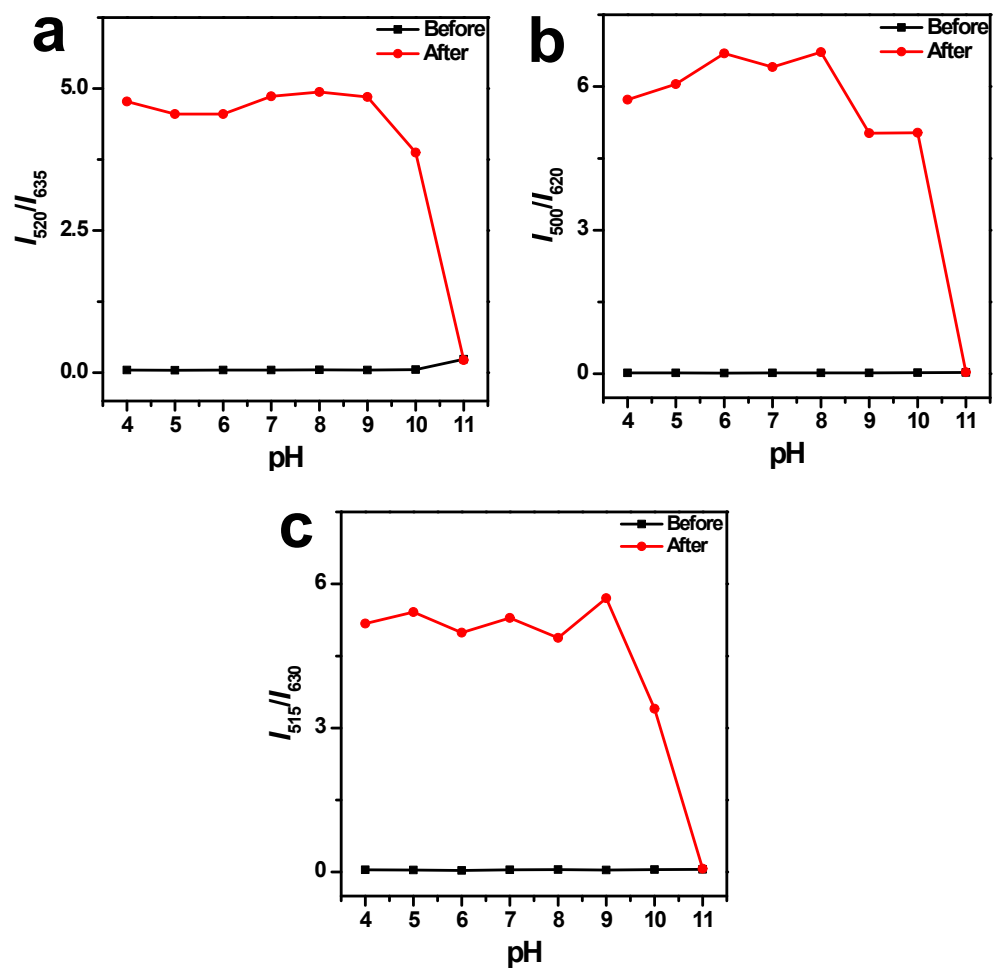 a
Before
After
5.0
2.5
0.0
I520/I635
4 5 6 7 8 9 10 11
pH
b
Before
After
6
3
0
I500/I620
4 5 6 7 8 9 10 11
pH
c
Before
After
6
3
0
I515/I630
4 5 6 7 8 9 10 11
pH